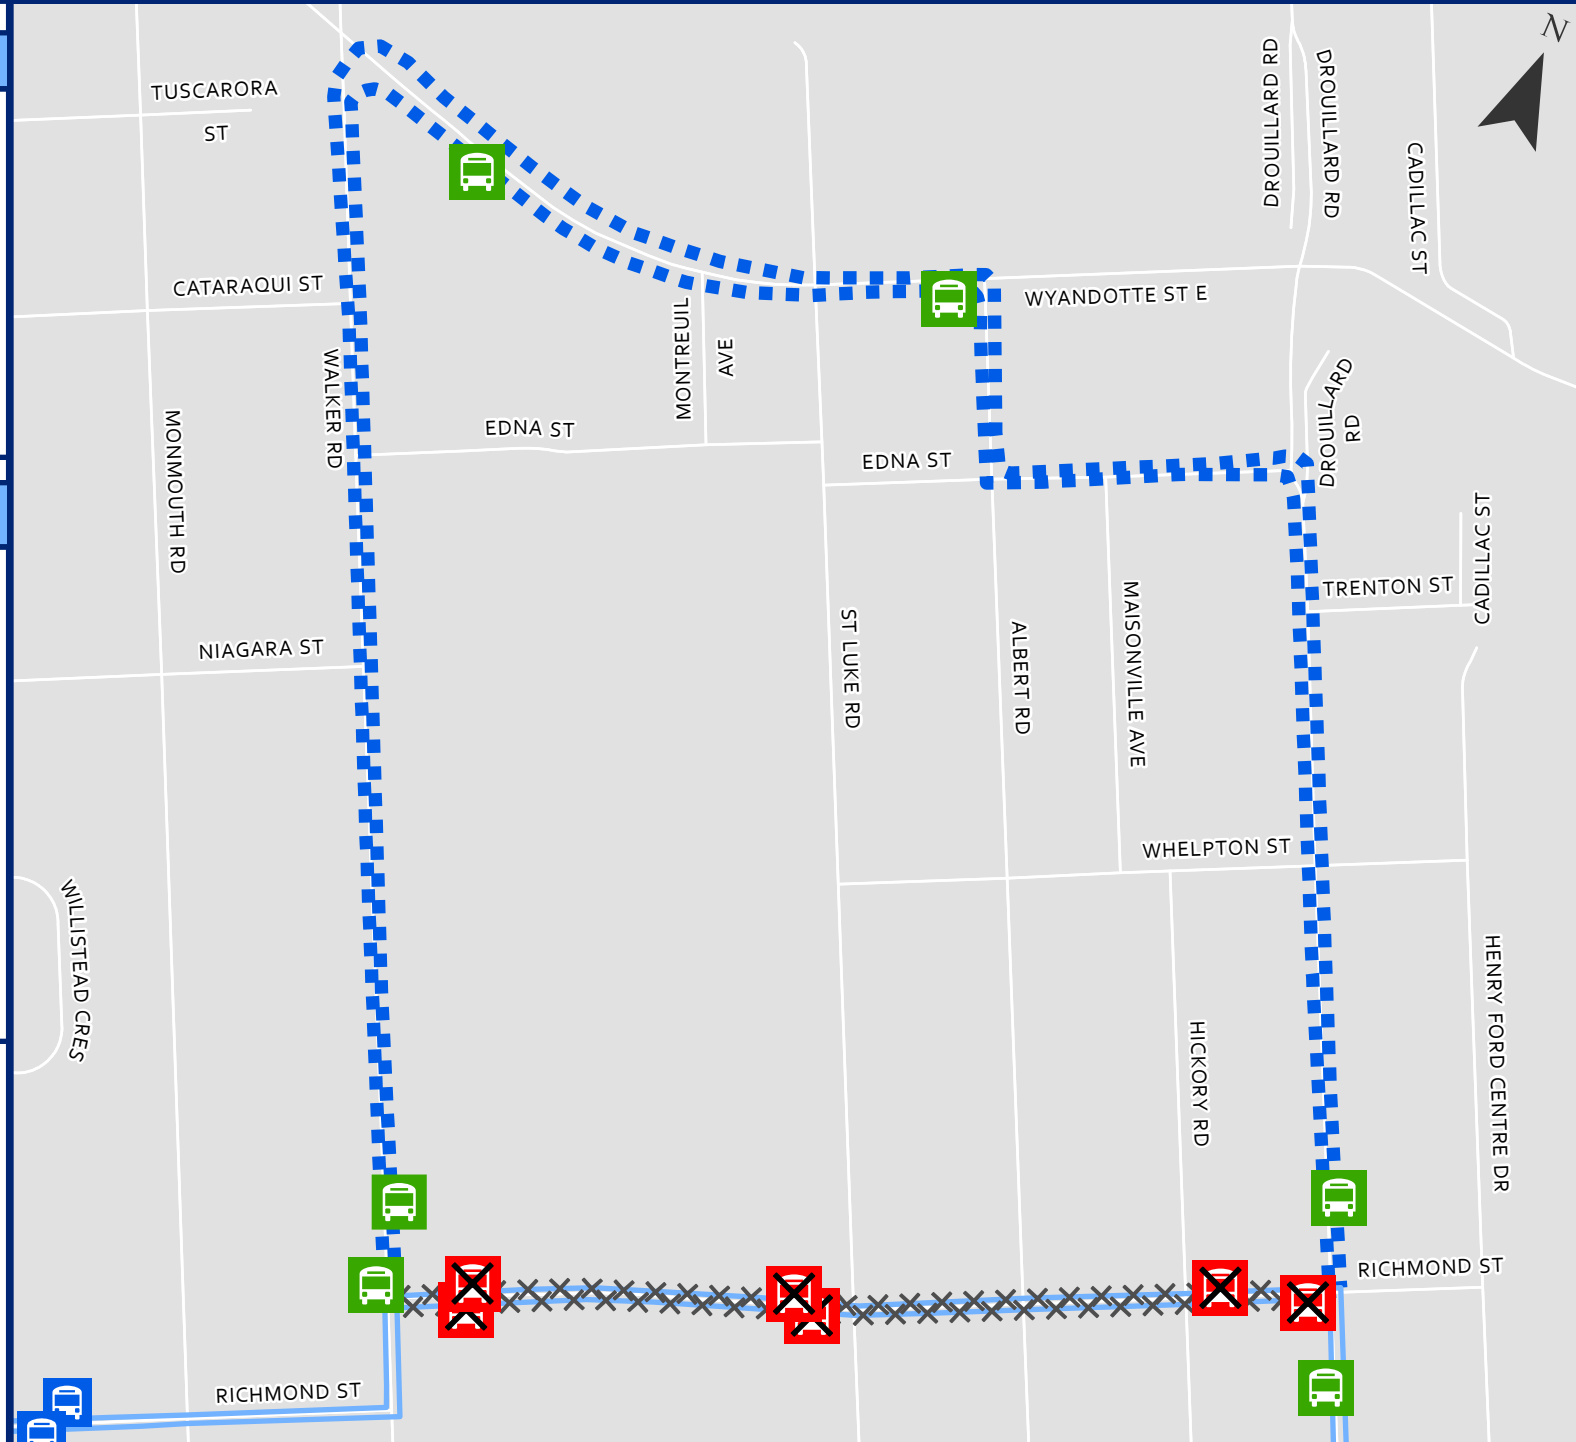 N
TUSCARORA
ST
DROUILLARD RD
DROUILLARD RD
CADILLAC ST
CATARAQUI ST
WYANDOTTE ST E
MONTREUIL
AVE
WALKER RD
MONMOUTH RD
EDNA ST
EDNA ST
DROUILLARD
RD
CADILLAC ST
TRENTON ST
NIAGARA ST
ST LUKE RD
ALBERT RD
MAISONVILLE AVE
WHELPTON ST
WILLISTEAD CRES
HICKORY RD
HENRY FORD CENTRE DR
RICHMOND ST
RICHMOND ST